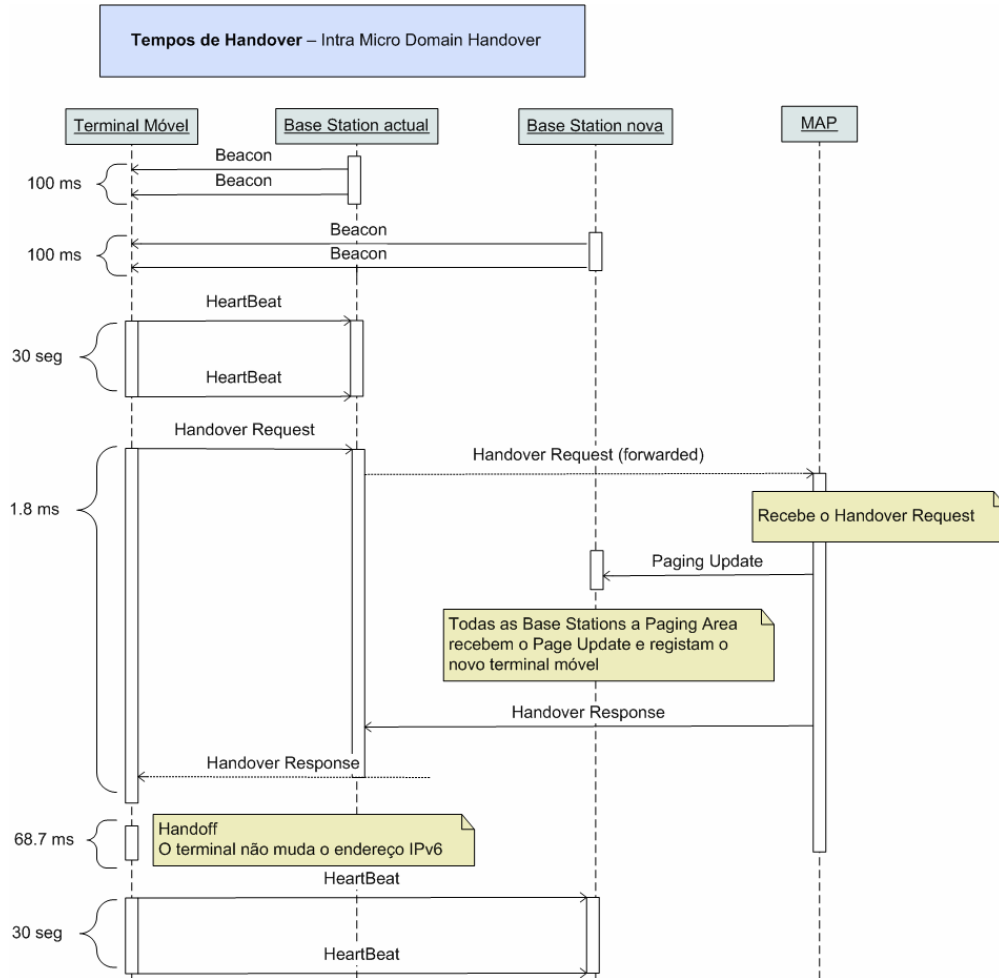 Tempos de Handover – Intra Micro Domain Handover
Terminal Móvel
Base Station actual
Base Station nova
MAP
Beacon
100 ms
Beacon
Beacon
100 ms
Beacon
HeartBeat
30 seg
HeartBeat
Handover Request
Handover Request (forwarded)
1.8 ms
Recebe o Handover Request
Paging Update
Todas as Base Stations a Paging Area
recebem o Page Update e registam o
novo terminal móvel
Handover Response
Handover Response
68.7 ms
Handoff
O terminal não muda o endereço IPv6
HeartBeat
30 seg
HeartBeat